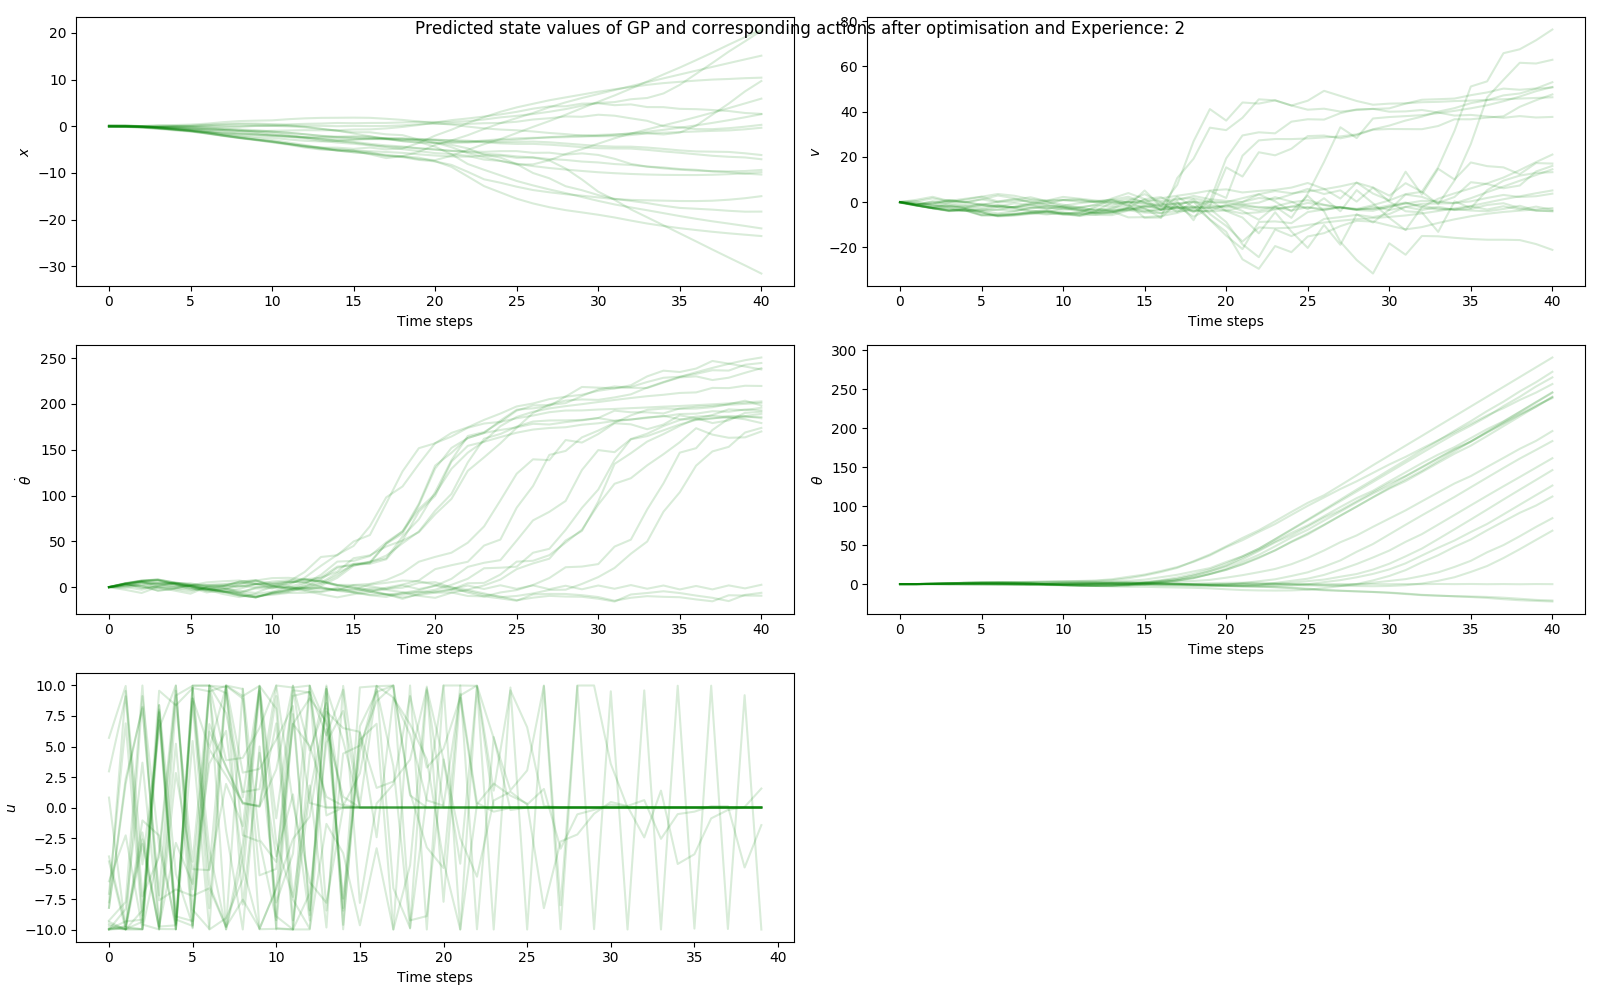 Predicted state values of GP and corresponding actions after optimisation and Experience: 2
20
10
0
−10
−20
−30
x
0 5 10 15 20 25 30 35 40
Time steps
80
60
40
20
0
−20
v
0 5 10 15 20 25 30 35 40
Time steps
250
200
150
100
50
0
θ̇
0 5 10 15 20 25 30 35 40
Time steps
300
250
200
150
100
50
0
θ
0 5 10 15 20 25 30 35 40
Time steps
10.0
7.5
5.0
2.5
0.0
−2.5
−5.0
−7.5
−10.0
u
0 5 10 15 20 25 30 35 40
Time steps